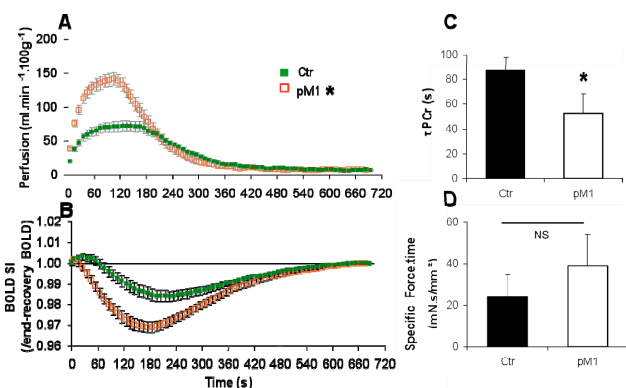 A
Perfusion (ml.min⁻¹.100g⁻¹)
200
150
100
50
0
Ctr
pM1 *
0 60 120 180 240 300 360 420 480 540 600 660 720
B
BOLD SI
(/end-recovery BOLD)
1.02
1.01
1.00
0.99
0.98
0.97
0.96
0 60 120 180 240 300 360 420 480 540 600 660 720
Time (s)
C
τ PCr (s)
100
80
60
40
20
0
*
Ctr pM1
D
Specific Force.time
(mN.s/mm²)
60
40
20
0
NS
Ctr pM1